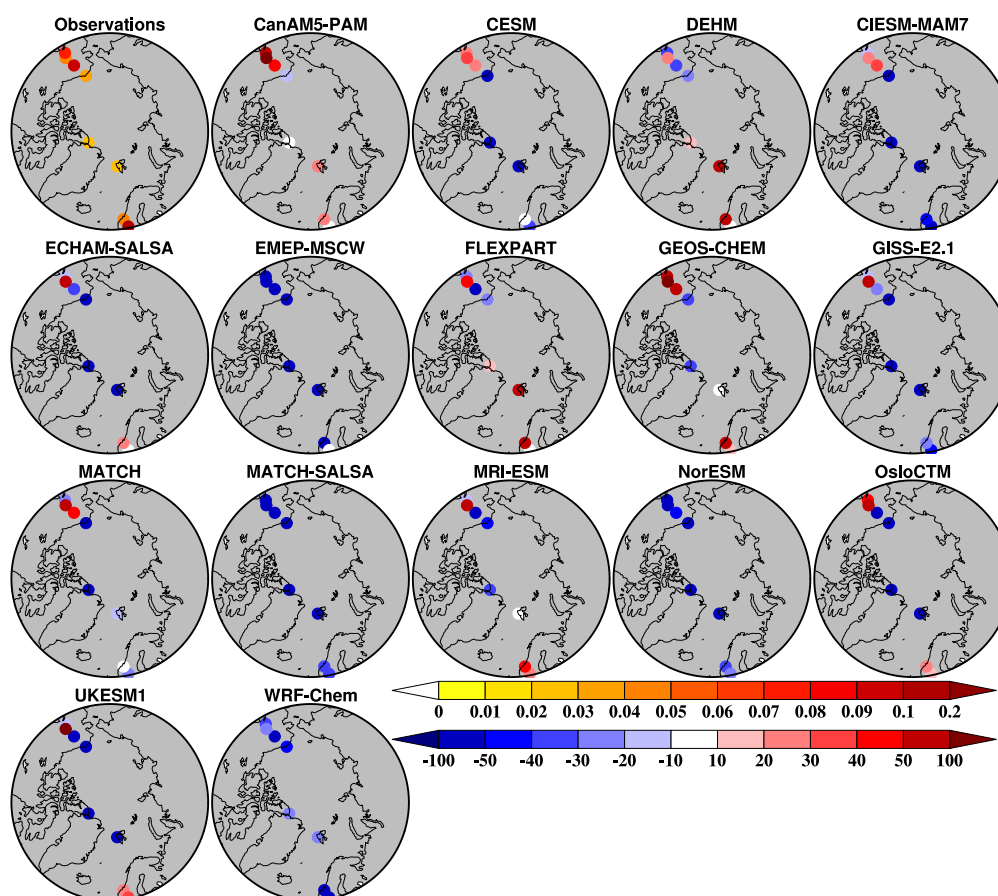 Observations CanAM5-PAM CESM DEHM CIESM-MAM7
ECHAM-SALSA EMEP-MSCW FLEXPART GEOS-CHEM GISS-E2.1
MATCH MATCH-SALSA MRI-ESM NorESM OsloCTM
UKESM1 WRF-Chem
0 0.01 0.02 0.03 0.04 0.05 0.06 0.07 0.08 0.09 0.1 0.2
-100 -50 -40 -30 -20 -10 10 20 30 40 50 100